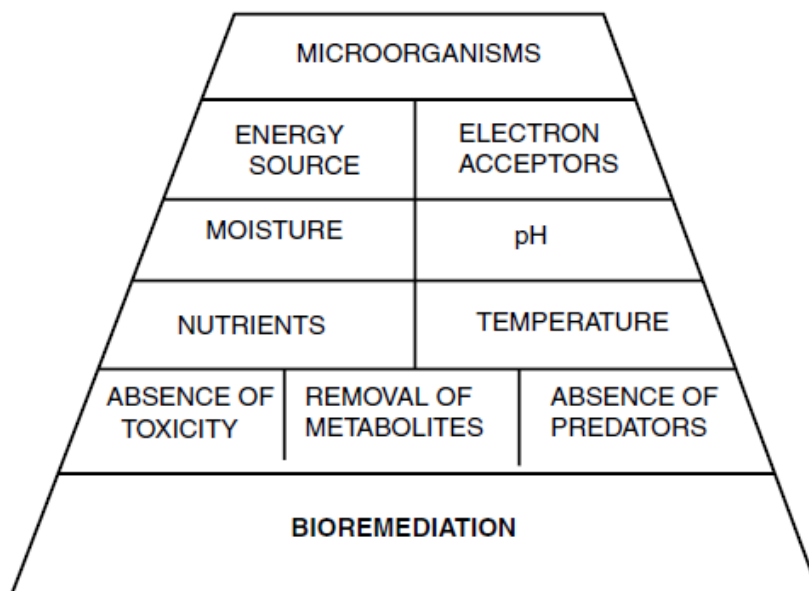 MICROORGANISMS
ENERGY
SOURCE
ELECTRON
ACCEPTORS
MOISTURE
pH
NUTRIENTS
TEMPERATURE
ABSENCE OF
TOXICITY
REMOVAL OF
METABOLITES
ABSENCE OF
PREDATORS
BIOREMEDIATION